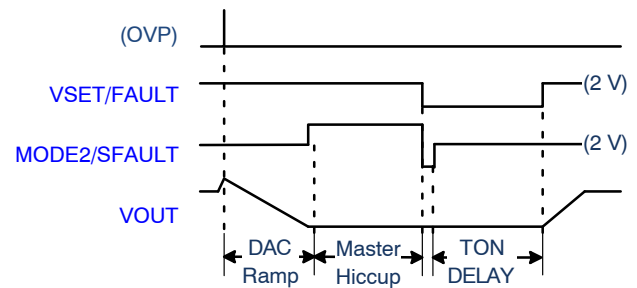 (OVP)
VSET/FAULT
(2 V)
MODE2/SFAULT
(2 V)
VOUT
DAC
Ramp
Master
Hiccup
TON
DELAY